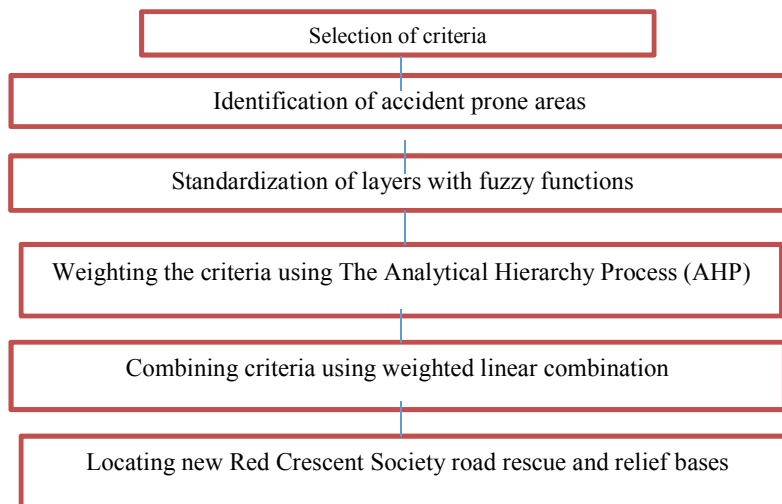 Selection of criteria
Identification of accident prone areas
Standardization of layers with fuzzy functions
Weighting the criteria using The Analytical Hierarchy Process (AHP)
Combining criteria using weighted linear combination
Locating new Red Crescent Society road rescue and relief bases